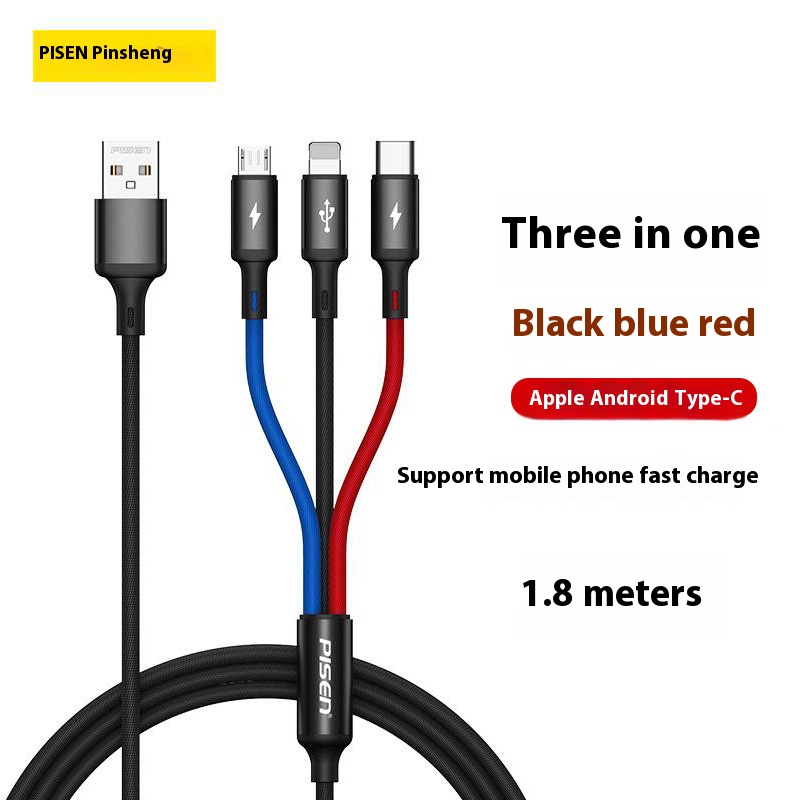 PISEN Pinsheng
PISEN
Three in one
Black blue red
Apple Android Type-C
Support mobile phone fast charge
1.8 meters
PISEN